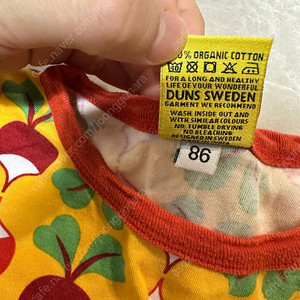 100% ORGANIC COTTON
FOR A LONG AND HEALTHY
LIFE OF YOUR WONDERFUL
DUNS SWEDEN
GARMENT WE RECOMMEND
WASH INSIDE OUT AND
WITH SIMILAR COLOURS
NO TUMBLE DRYING
NO BLEACHING
DESIGNED IN SWEDEN
86